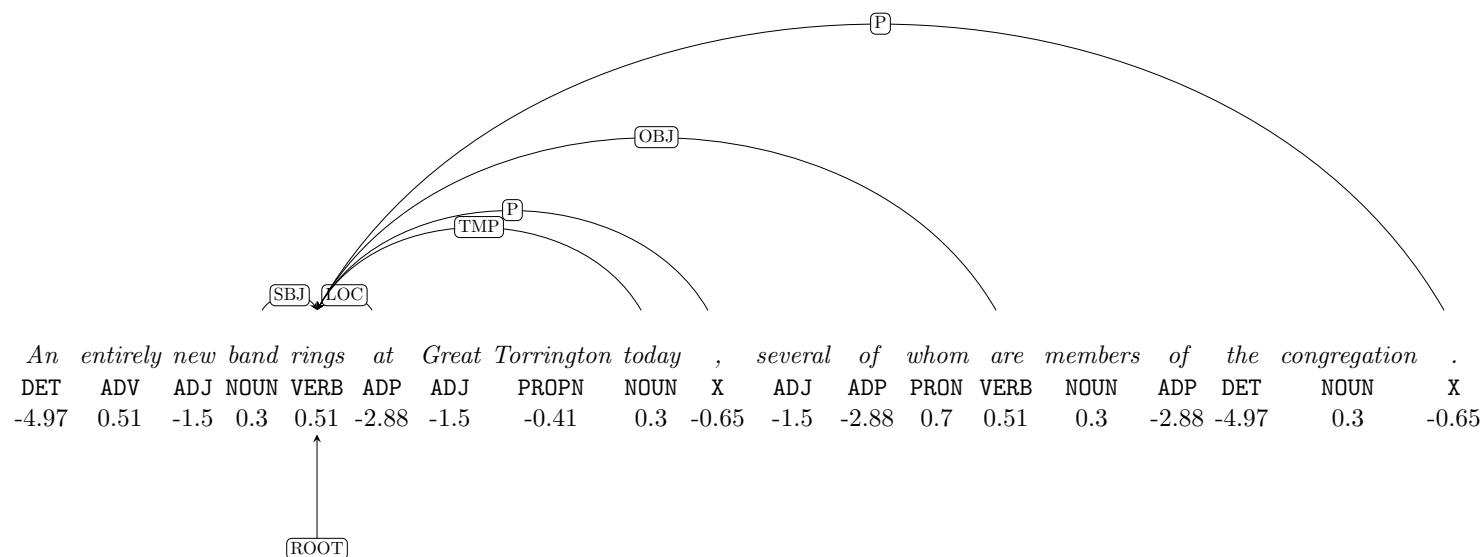 P
OBJ
P
TMP
SBJ LOC
An entirely new band rings at Great Torrington today , several of whom are members of the congregation .
DET ADV ADJ NOUN VERB ADP ADJ PROPN NOUN X ADJ ADP PRON VERB NOUN ADP DET NOUN X
-4.97 0.51 -1.5 0.3 0.51 -2.88 -1.5 -0.41 0.3 -0.65 -1.5 -2.88 0.7 0.51 0.3 -2.88 -4.97 0.3 -0.65
ROOT